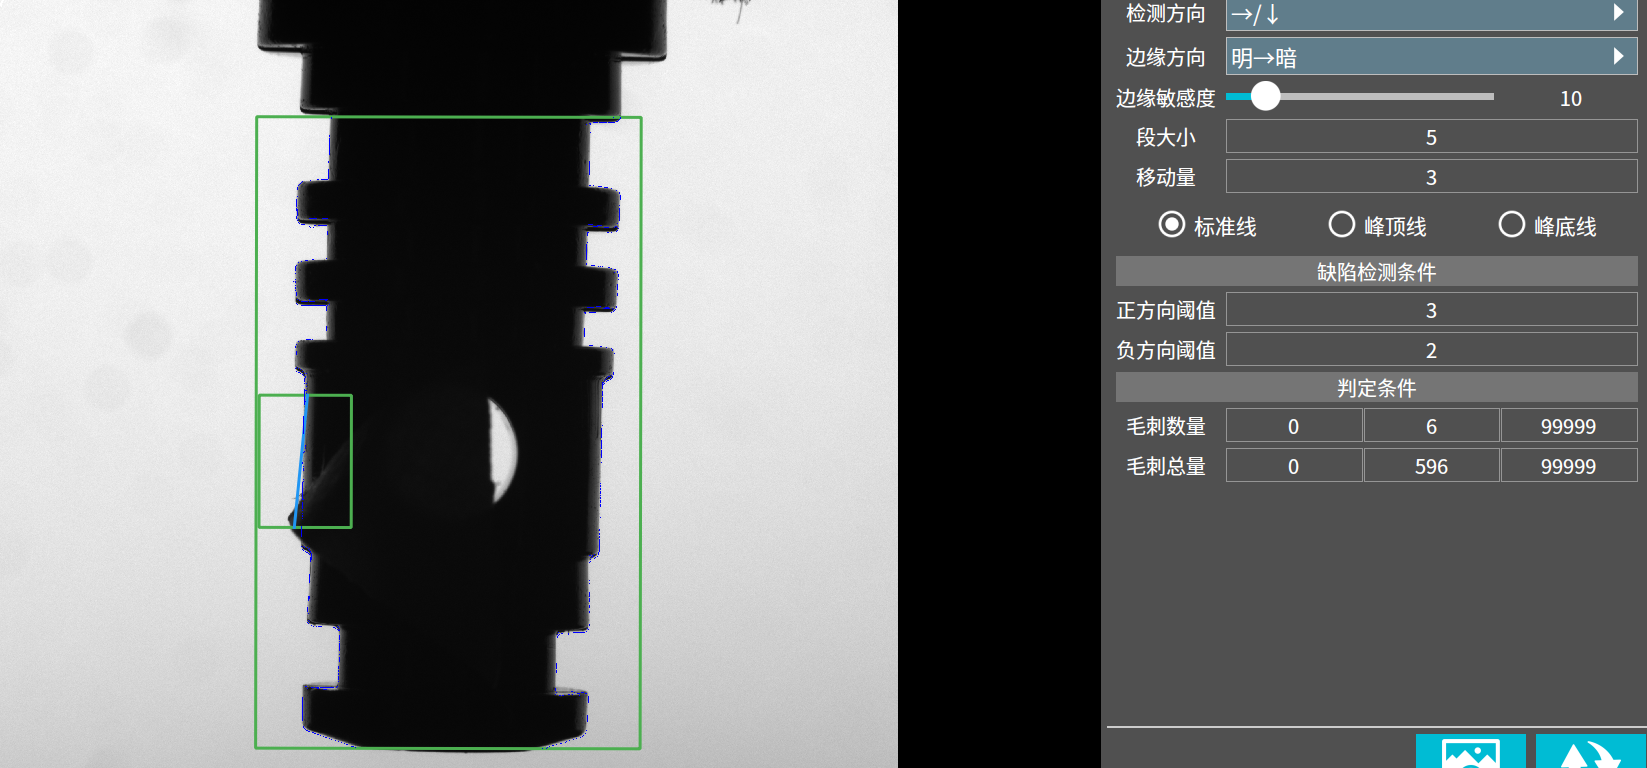 检测方向 →/↓
边缘方向 明→暗
边缘敏感度 10
段大小 5
移动量 3
标准线 峰顶线 峰底线
缺陷检测条件
正方向阈值 3
负方向阈值 2
判定条件
毛刺数量 0 6 99999
毛刺总量 0 596 99999